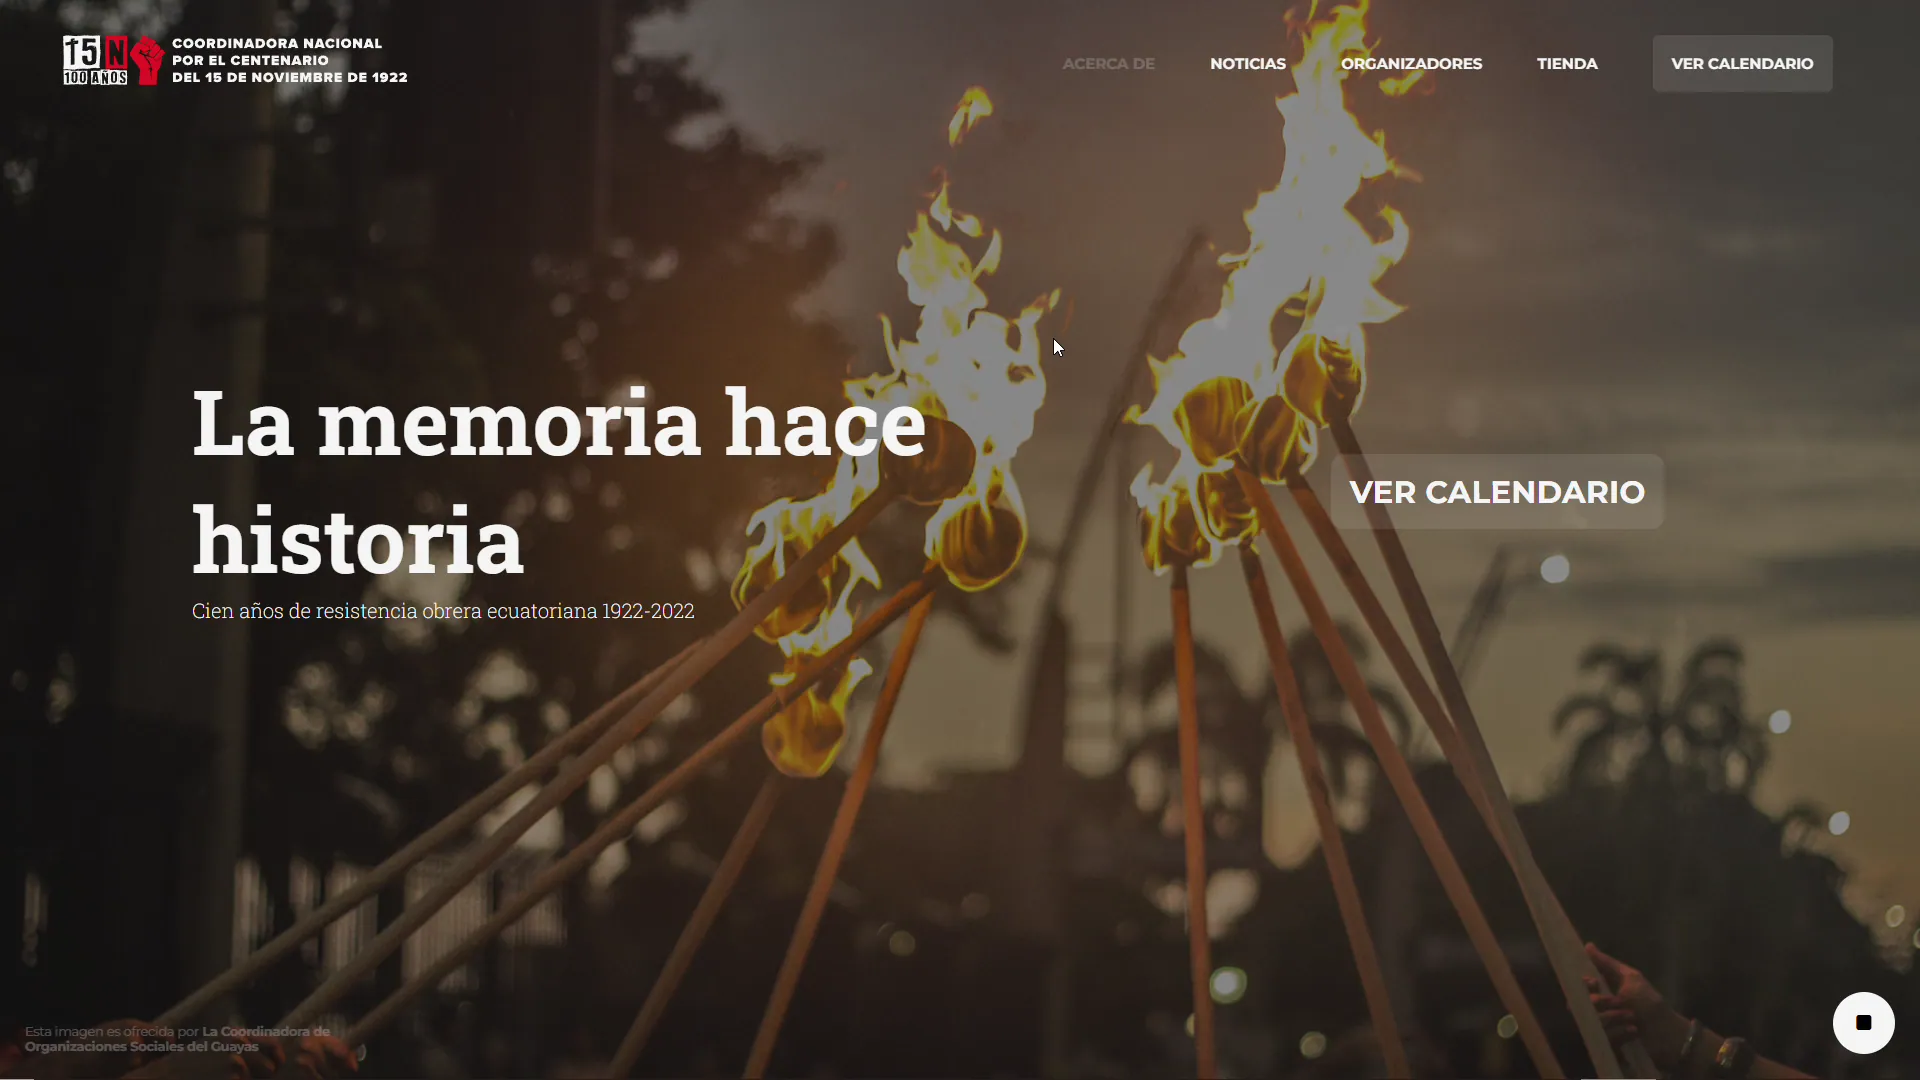 15N
100 AÑOS
COORDINADORA NACIONAL
POR EL CENTENARIO
DEL 15 DE NOVIEMBRE DE 1922
ACERCA DE
NOTICIAS
ORGANIZADORES
TIENDA
VER CALENDARIO
La memoria hace
historia
Cien años de resistencia obrera ecuatoriana 1922-2022
VER CALENDARIO
Esta imagen es ofrecida por La Coordinadora de
Organizaciones Sociales del Guayas